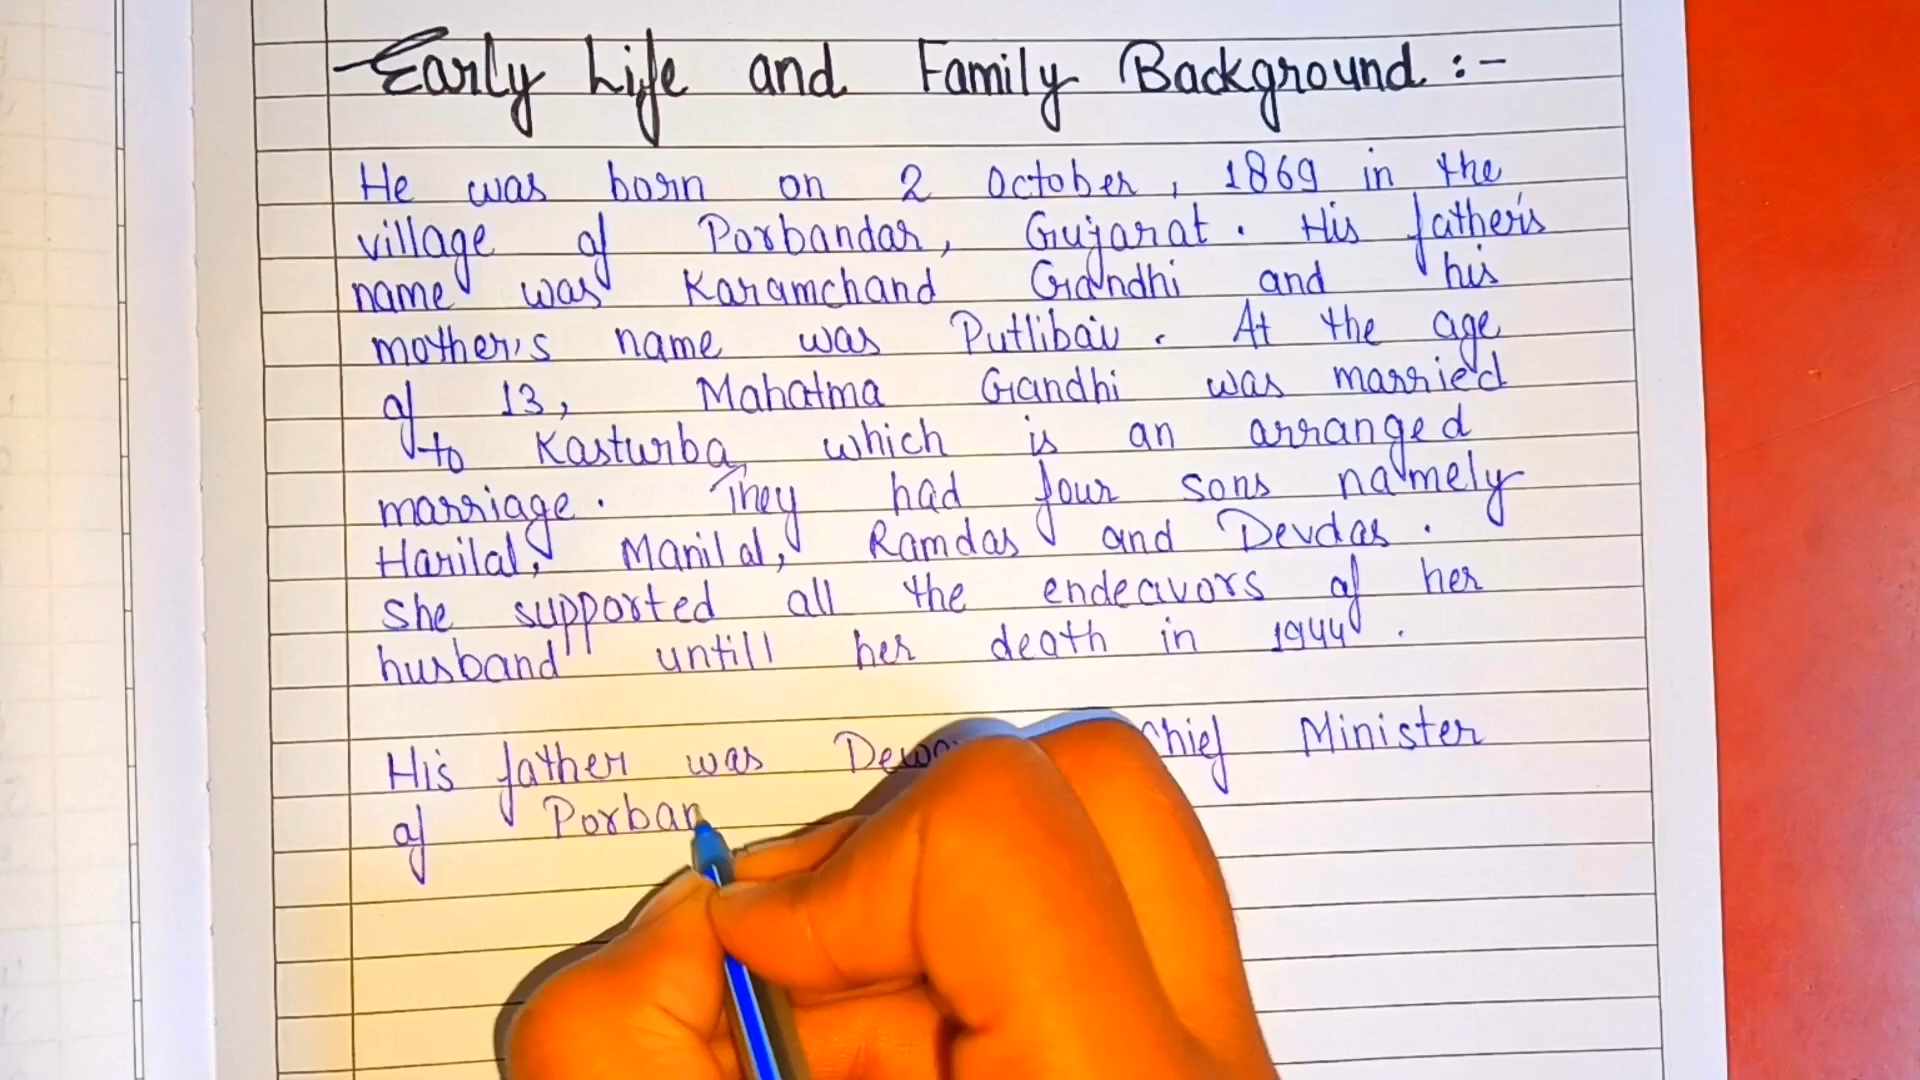 Early Life and Family Background :-
He was born on 2 October, 1869 in the
village of Porbandar, Gujarat. His father's
name was Karamchand Gandhi and his
mother's name was Putlibai. At the age
of 13, Mahatma Gandhi was married
to Kasturba which is an arranged
marriage. They had four sons namely
Harilal, Manilal, Ramdas and Devdas.
She supported all the endeavors of her
husband untill her death in 1944.
His father was Chief Minister
of Porban